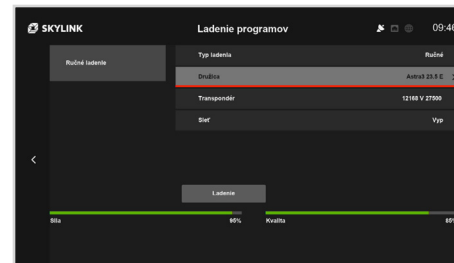 SKYLINK
Ladenie programov
09:46
Ručné ladenie
Typ ladenia Ručné
Družica Astra3 23.5 E
Transpondér 12168 V 27500
Sieť Vyp
Ladenie
Sila 95% Kvalita 85%